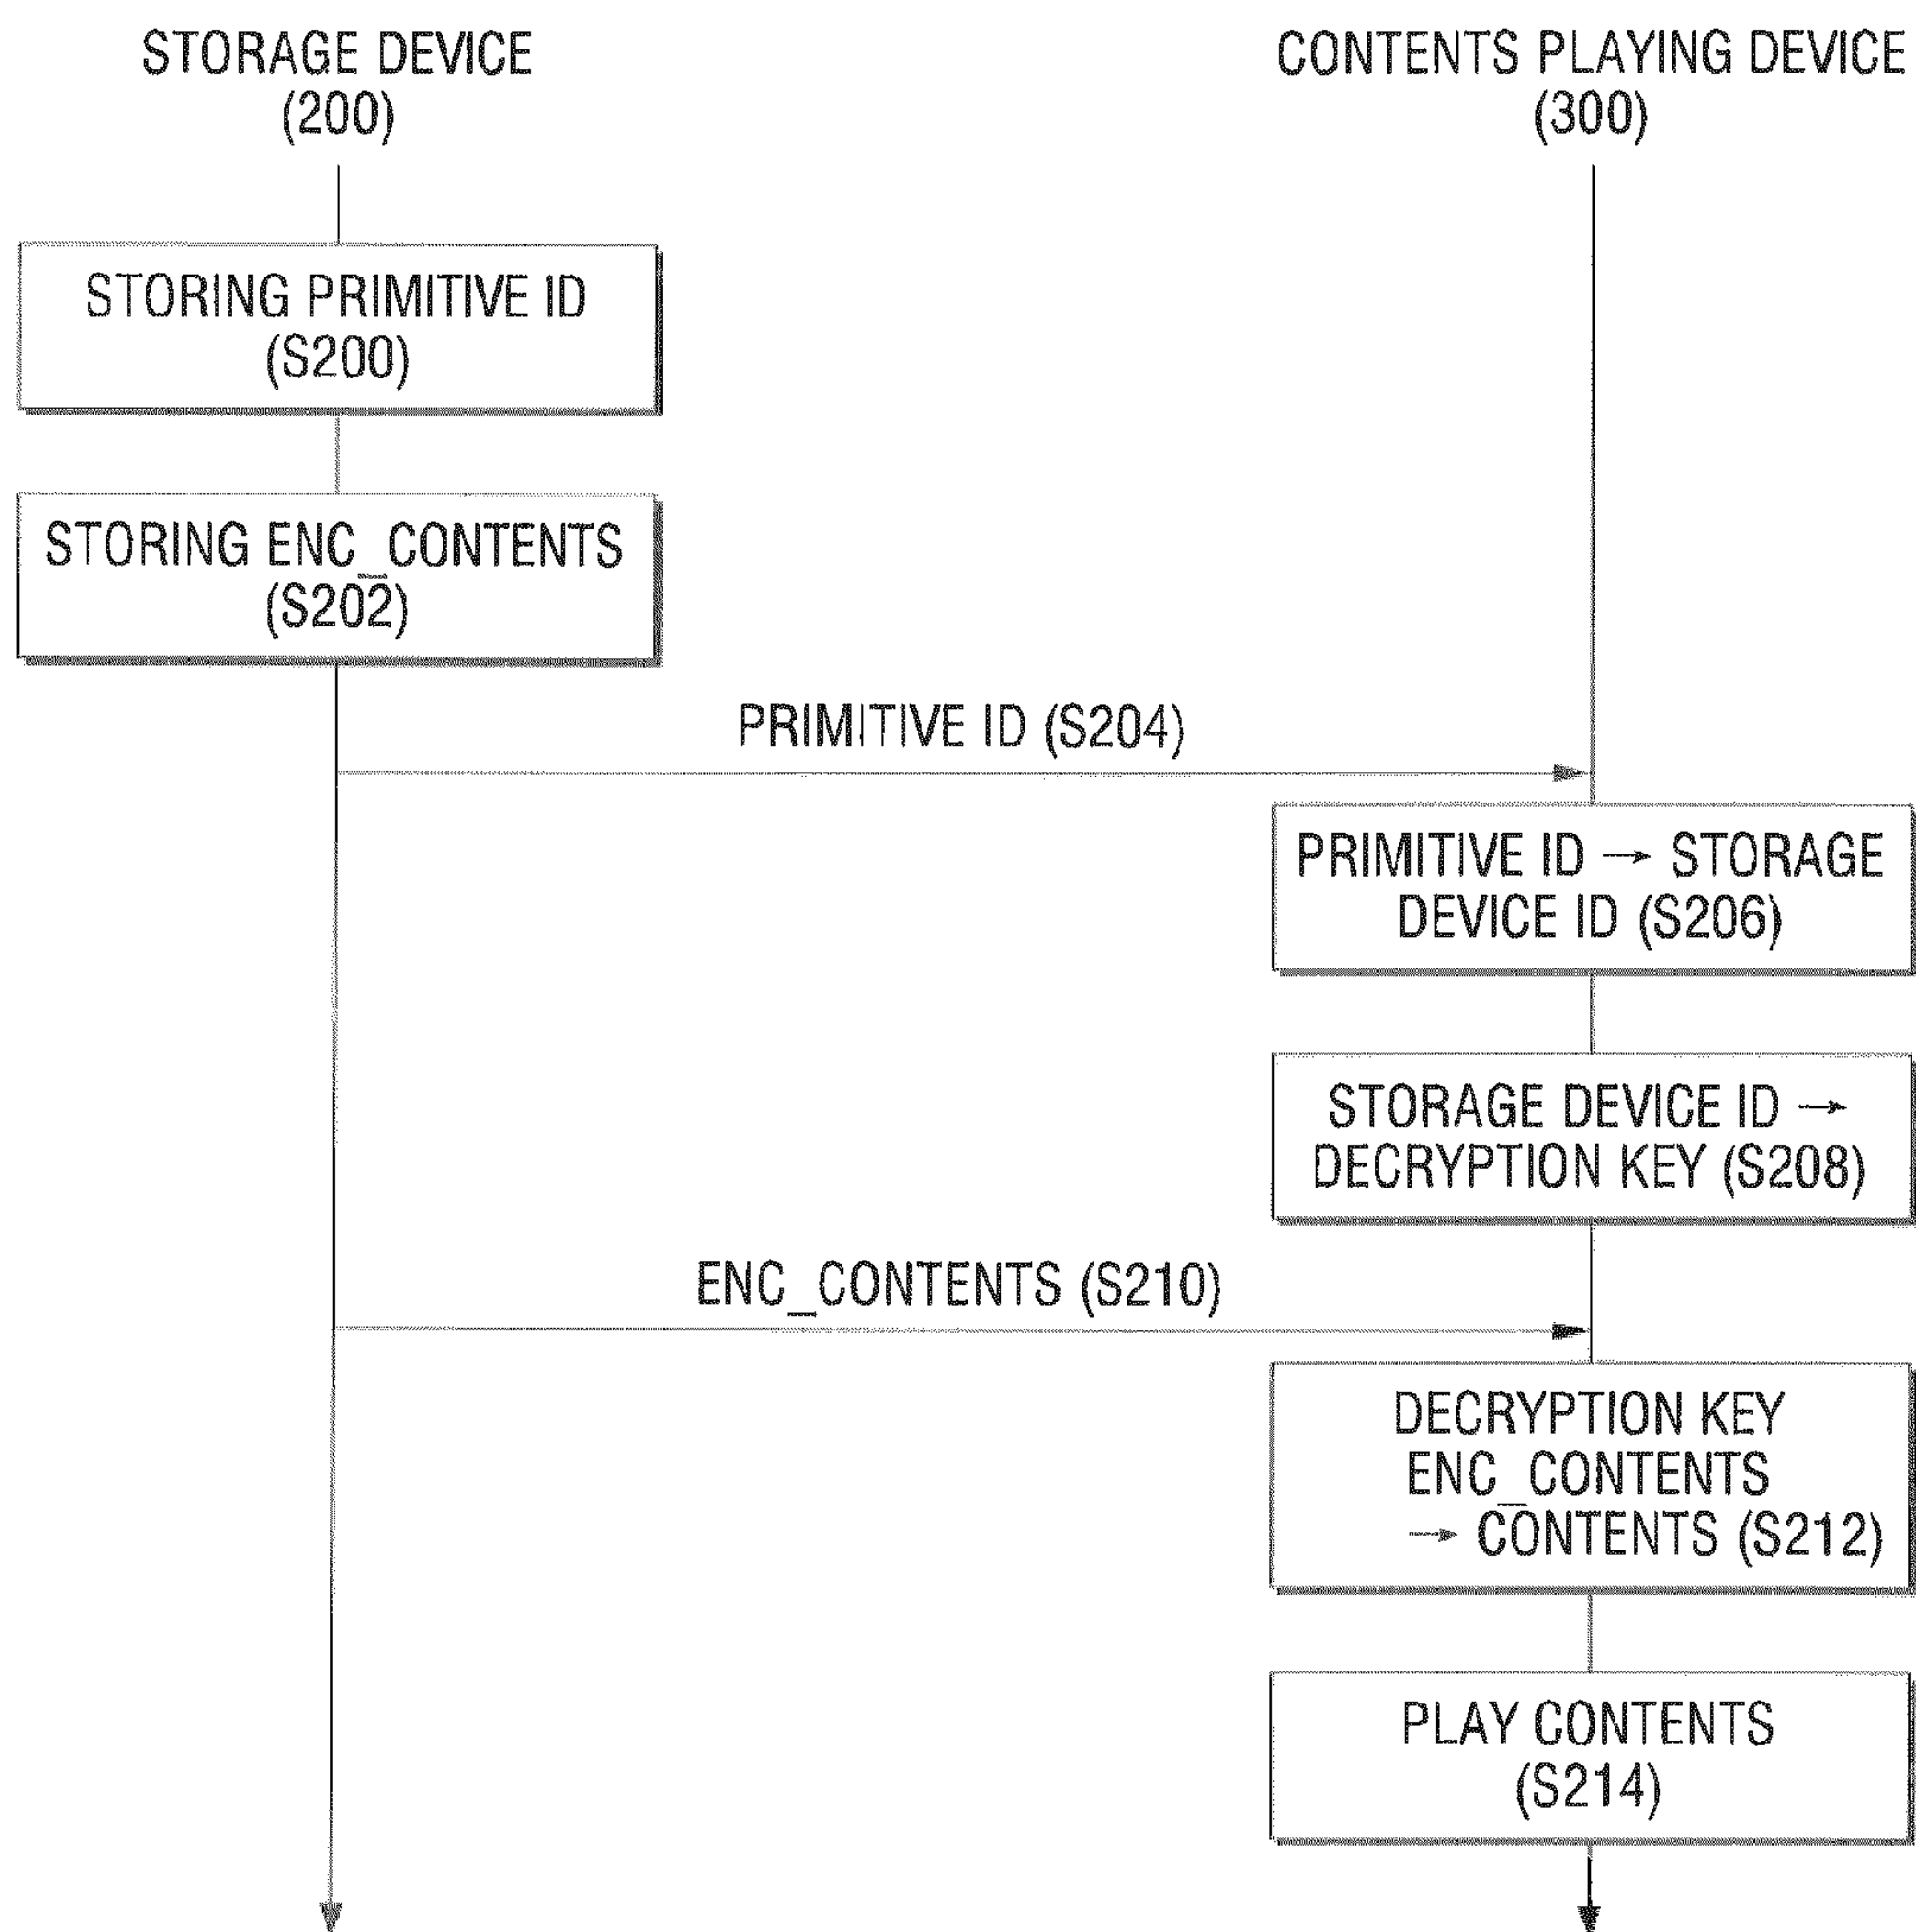 STORAGE DEVICE
(200)
CONTENTS PLAYING DEVICE
(300)
STORING PRIMITIVE ID
(S200)
STORING ENC_CONTENTS
(S202)
PRIMITIVE ID (S204)
PRIMITIVE ID → STORAGE
DEVICE ID (S206)
STORAGE DEVICE ID →
DECRYPTION KEY (S208)
ENC_CONTENTS (S210)
DECRYPTION KEY
ENC_CONTENTS
→ CONTENTS (S212)
PLAY CONTENTS
(S214)